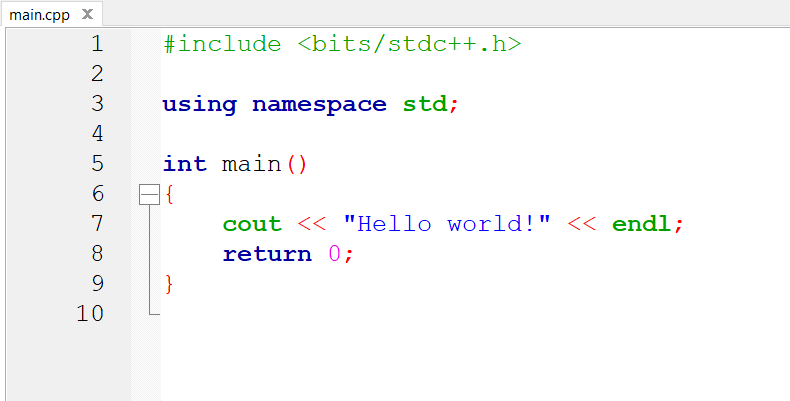 main.cpp X
1 #include <bits/stdc++.h>
2
3 using namespace std;
4
5 int main()
6 {
7     cout << "Hello world!" << endl;
8     return 0;
9 }
10